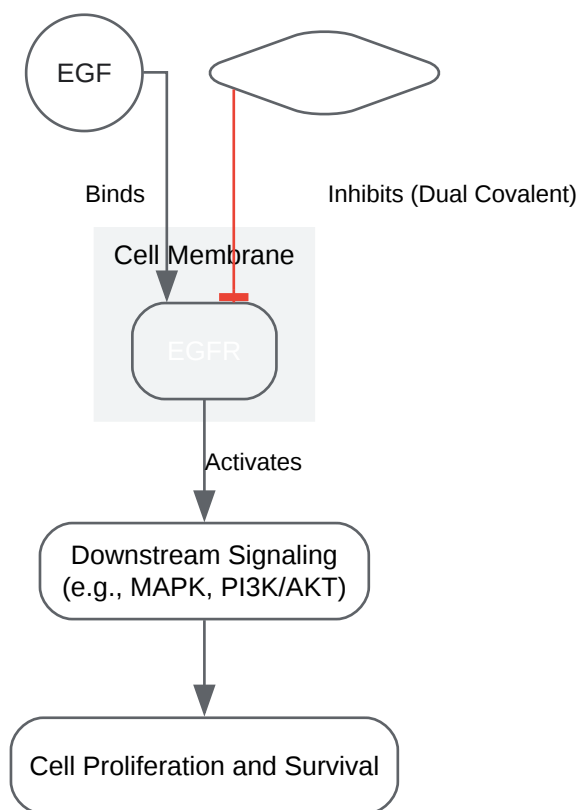 EGF
Binds
Inhibits (Dual Covalent)
Cell Membrane
EGFR
Activates
Downstream Signaling
(e.g., MAPK, PI3K/AKT)
Cell Proliferation and Survival